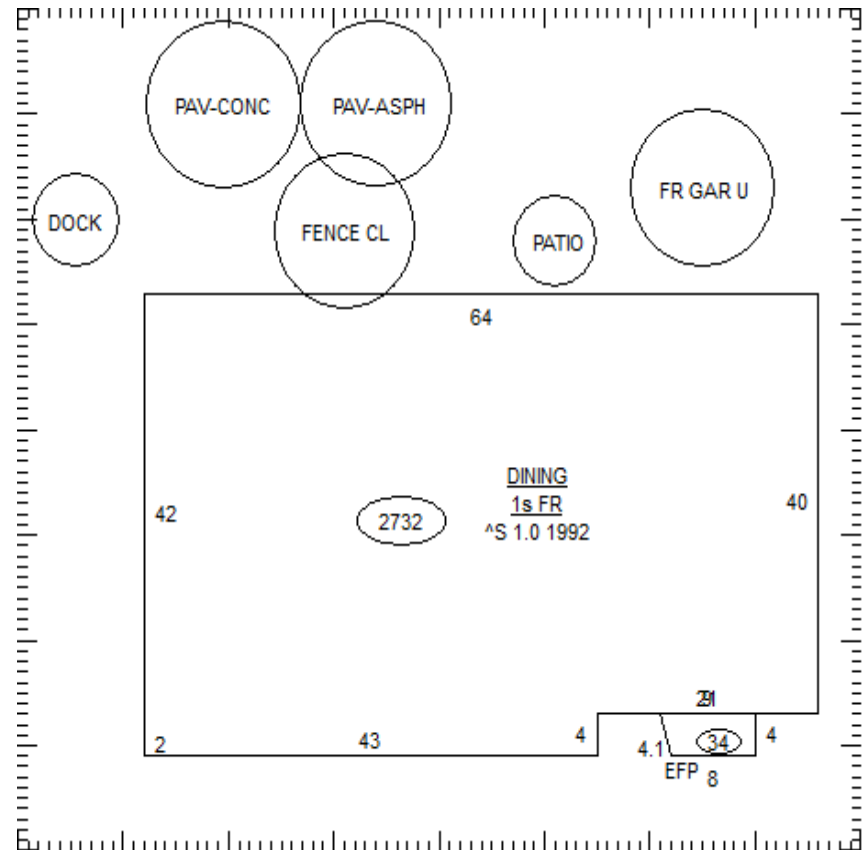 PAV-CONC
PAV-ASPH
FR GAR U
DOCK
FENCE CL
PATIO
64
DINING
1s FR
^S 1.0 1992
42
2732
40
2
43
4
4.1
34
4
EFP
8